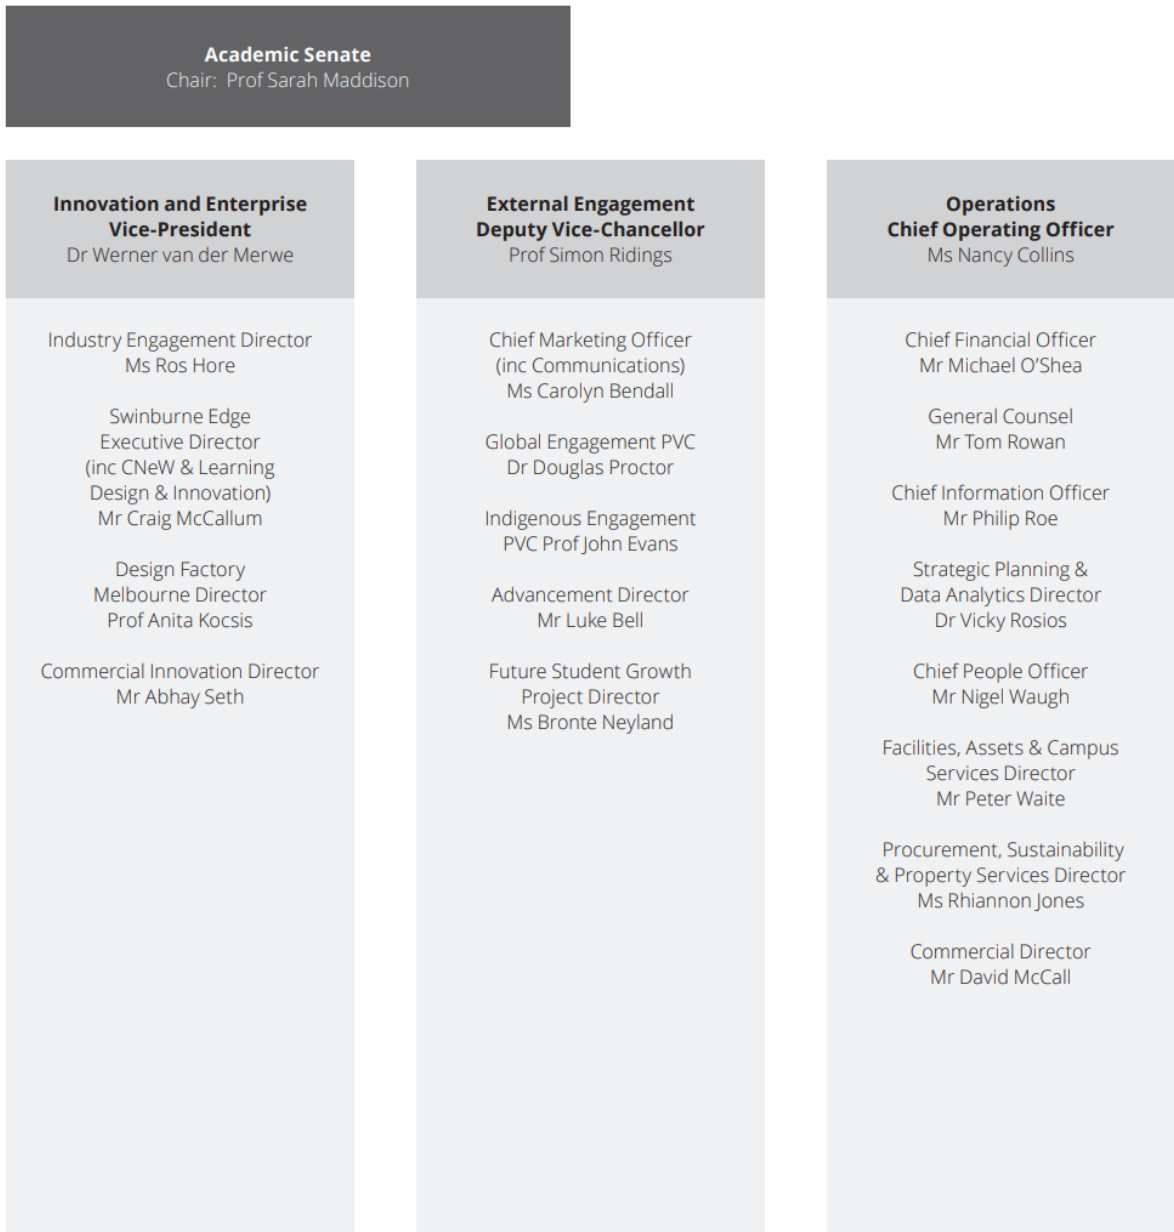 Academic Senate
Chair: Prof Sarah Maddison
Innovation and Enterprise
Vice-President
Dr Werner van der Merwe
Industry Engagement Director
Ms Ros Hore
Swinburne Edge
Executive Director
(inc CNeW & Learning
Design & Innovation)
Mr Craig McCallum
Design Factory
Melbourne Director
Prof Anita Kocsis
Commercial Innovation Director
Mr Abhay Seth
External Engagement
Deputy Vice-Chancellor
Prof Simon Ridings
Chief Marketing Officer
(inc Communications)
Ms Carolyn Bendall
Global Engagement PVC
Dr Douglas Proctor
Indigenous Engagement
PVC Prof John Evans
Advancement Director
Mr Luke Bell
Future Student Growth
Project Director
Ms Bronte Neyland
Operations
Chief Operating Officer
Ms Nancy Collins
Chief Financial Officer
Mr Michael O’Shea
General Counsel
Mr Tom Rowan
Chief Information Officer
Mr Philip Roe
Strategic Planning &
Data Analytics Director
Dr Vicky Rosios
Chief People Officer
Mr Nigel Waugh
Facilities, Assets & Campus
Services Director
Mr Peter Waite
Procurement, Sustainability
& Property Services Director
Ms Rhiannon Jones
Commercial Director
Mr David McCall